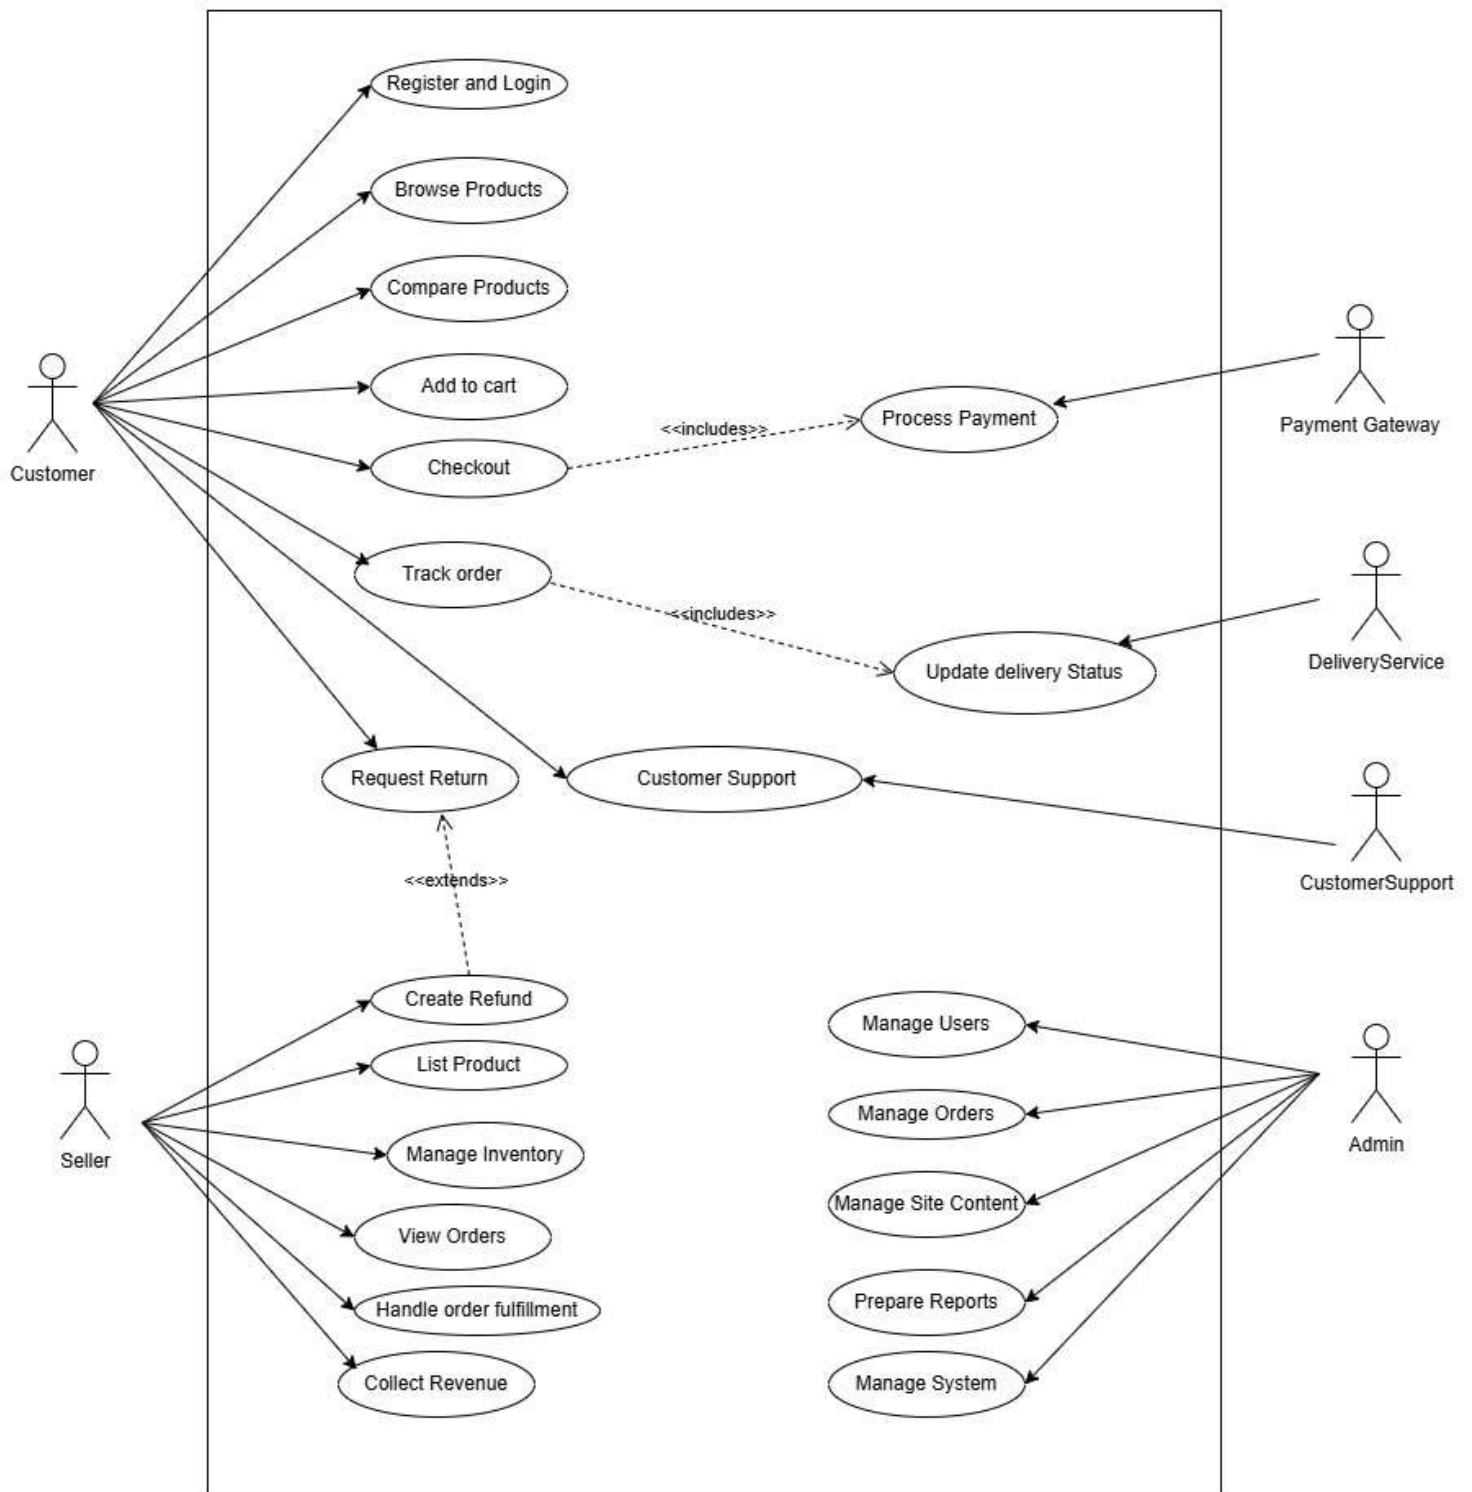 Register and Login
Browse Products
Compare Products
Add to cart
Checkout
<<includes>>
Process Payment
Payment Gateway
Customer
Track order
<<includes>>
Update delivery Status
DeliveryService
Request Return
Customer Support
CustomerSupport
<<extends>>
Create Refund
List Product
Manage Inventory
View Orders
Handle order fulfillment
Collect Revenue
Seller
Manage Users
Manage Orders
Manage Site Content
Prepare Reports
Manage System
Admin